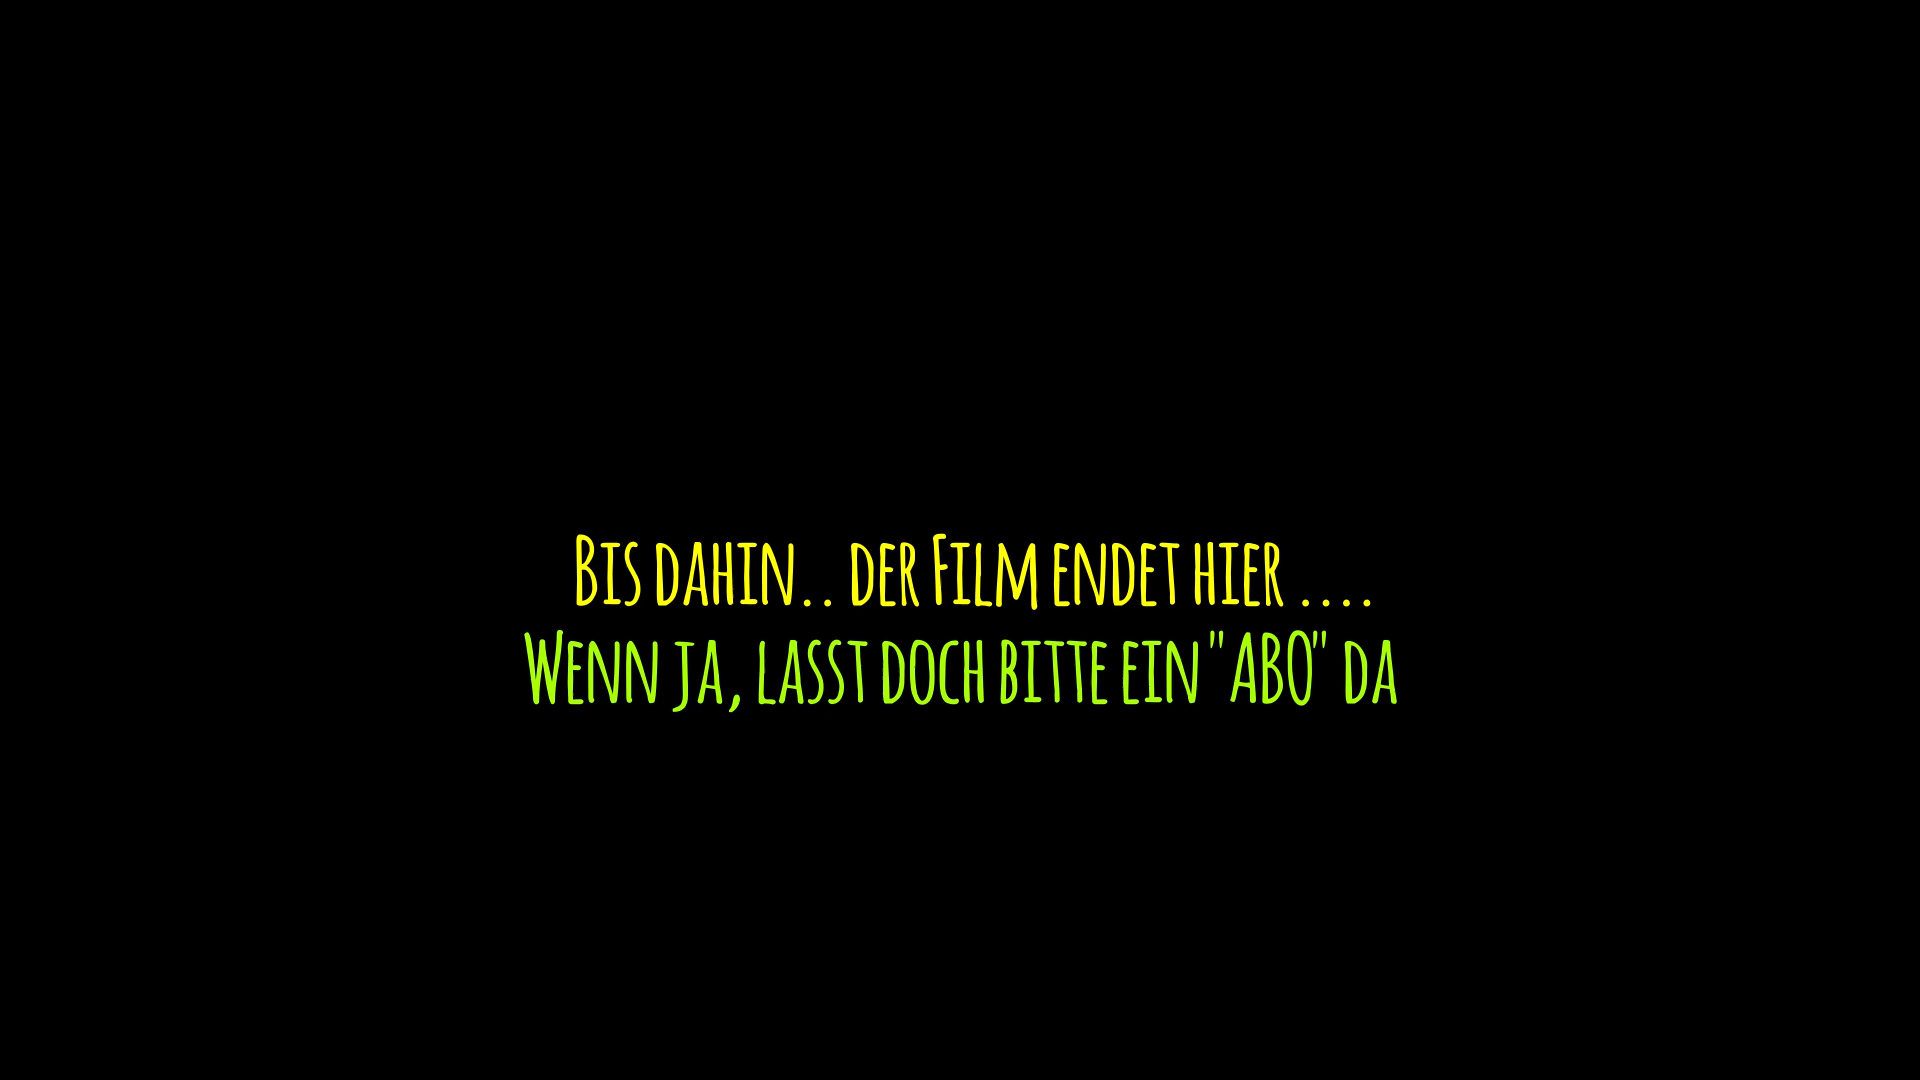 Bis dahin.. der Film endet hier ....
Wenn ja, lasst doch bitte ein "ABO" da